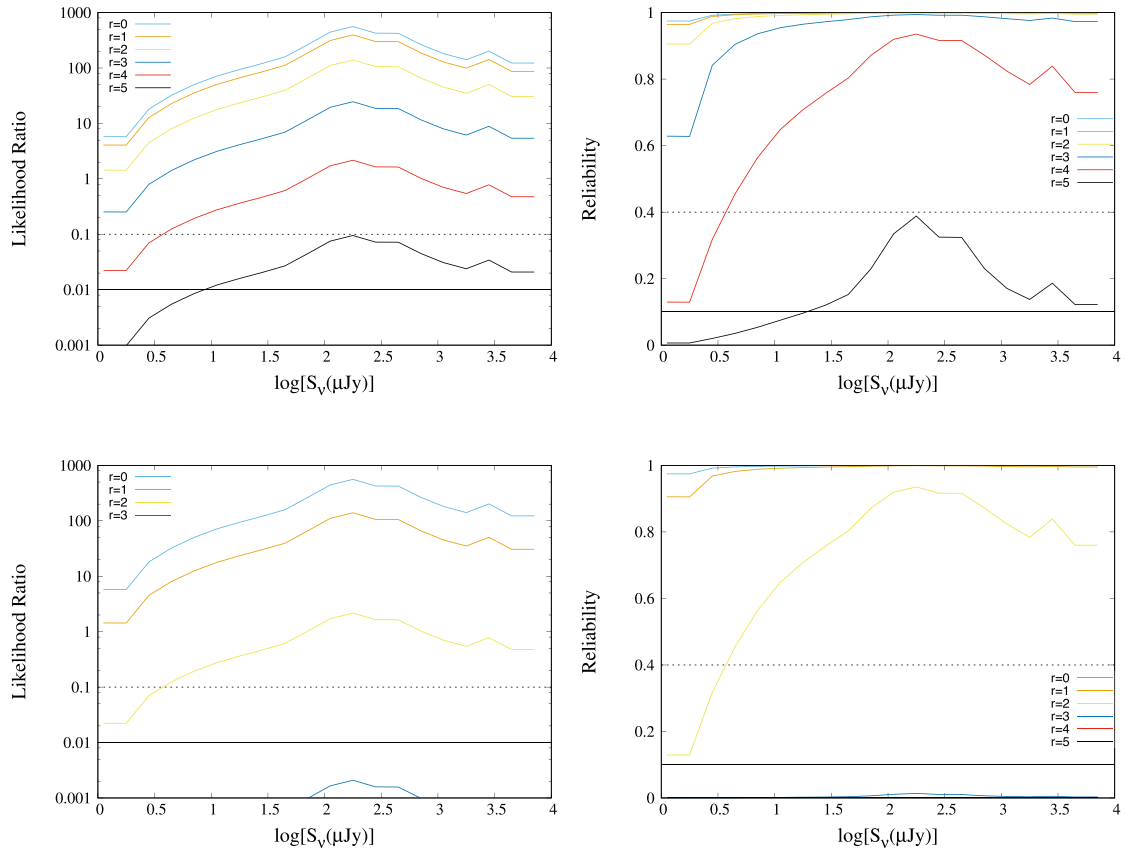 Likelihood Ratio
1000
100
10
1
0.1
0.01
0.001
r=0
r=1
r=2
r=3
r=4
r=5
0 0.5 1 1.5 2 2.5 3 3.5 4
log[Sν(μJy)]
Reliability
1
0.8
0.6
0.4
0.2
0
r=0
r=1
r=2
r=3
r=4
r=5
0 0.5 1 1.5 2 2.5 3 3.5 4
log[Sν(μJy)]
Likelihood Ratio
1000
100
10
1
0.1
0.01
0.001
r=0
r=1
r=2
r=3
0 0.5 1 1.5 2 2.5 3 3.5 4
log[Sν(μJy)]
Reliability
1
0.8
0.6
0.4
0.2
0
r=0
r=1
r=2
r=3
r=4
r=5
0 0.5 1 1.5 2 2.5 3 3.5 4
log[Sν(μJy)]